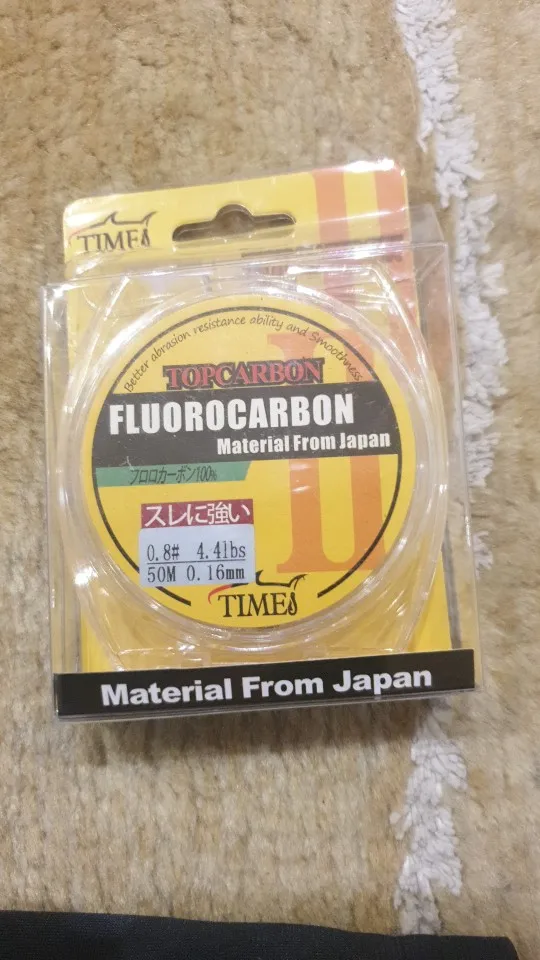 TIMES
Better abrasion resistance ability and Smoothness
TOPCARBON
FLUOROCARBON
Material From Japan
フロロカーボン100%
スレに強い
0.8# 4.4lbs
50M 0.16mm
TIMES
Material From Japan